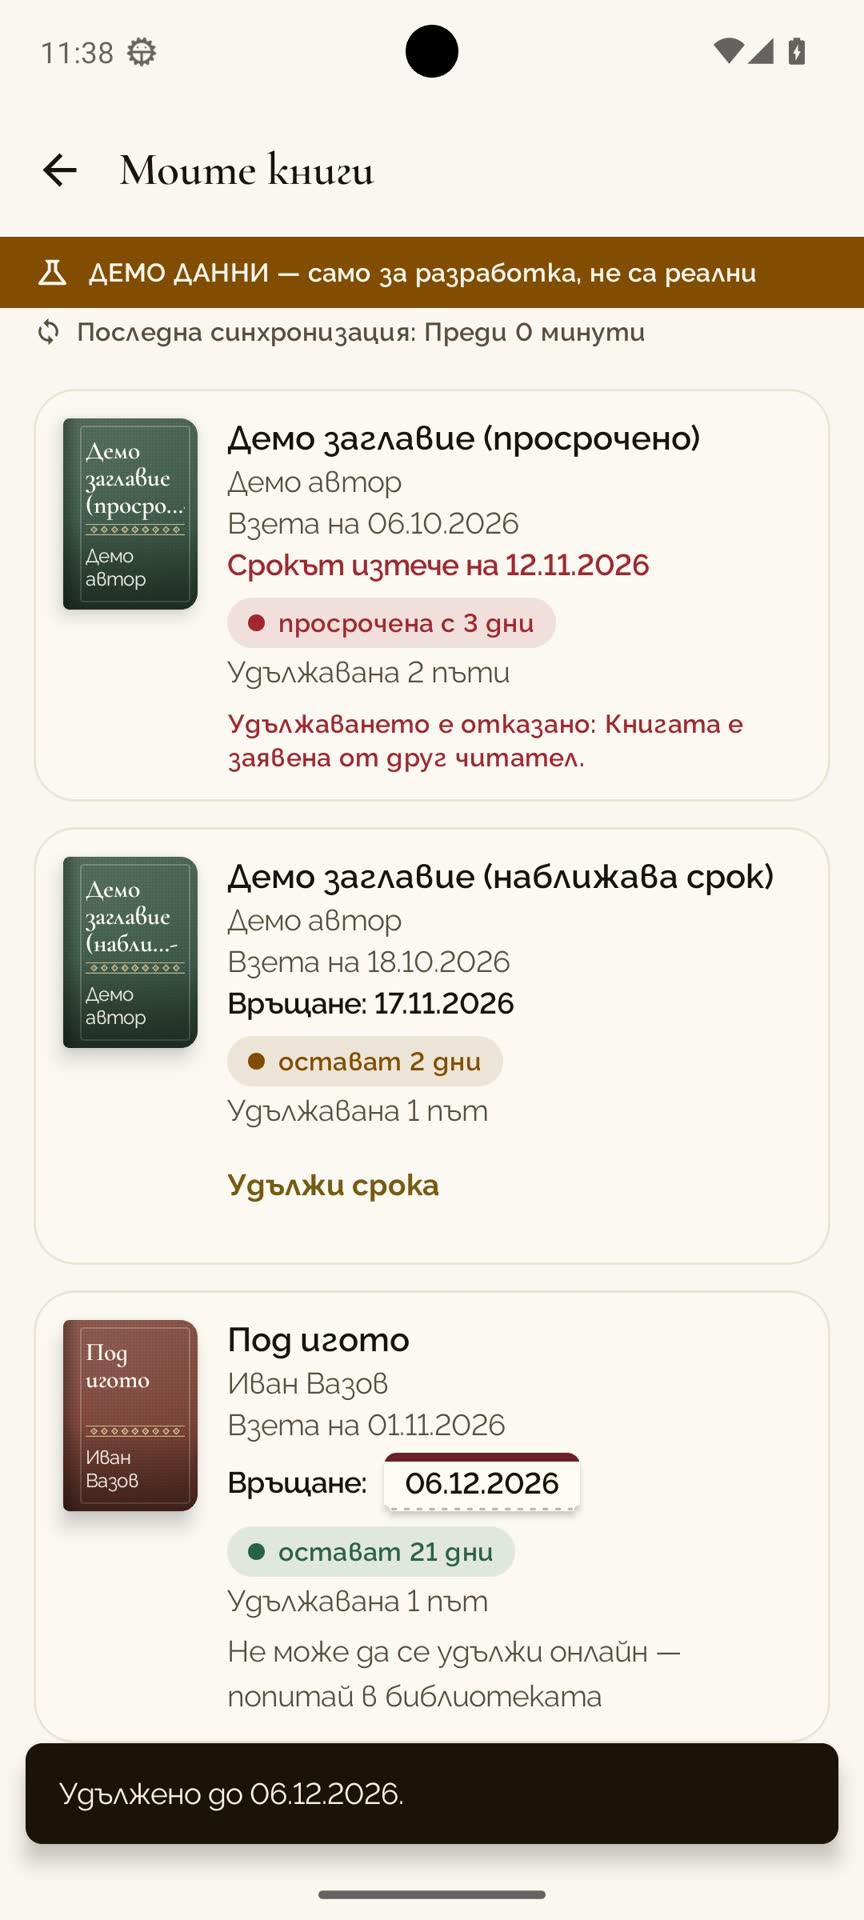 11:38
Моите книги
ДЕМО ДАННИ — само за разработка, не са реални
Последна синхронизация: Преди 0 минути
Демо
заглавие
(просро...
Демо
автор
Демо заглавие (просрочено)
Демо автор
Взета на 06.10.2026
Срокът изтече на 12.11.2026
просрочена с 3 дни
Удължавана 2 пъти
Удължаването е отказано: Книгата е
заявена от друг читател.
Демо
заглавие
(набли...-
Демо
автор
Демо заглавие (наближава срок)
Демо автор
Взета на 18.10.2026
Връщане: 17.11.2026
остават 2 дни
Удължавана 1 път
Удължи срока
Под
игото
Иван
Вазов
Под игото
Иван Вазов
Взета на 01.11.2026
Връщане: 06.12.2026
остават 21 дни
Удължавана 1 път
Не може да се удължи онлайн —
попитай в библиотеката
Удължено до 06.12.2026.